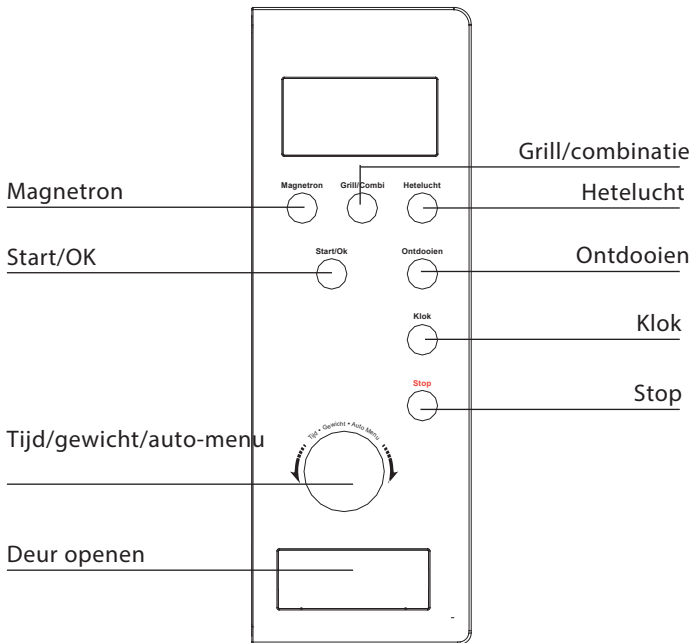 Grill/combinatie
Magnetron
Magnetron Grill/Combi Hetelucht
Hetelucht
Start/OK
Start/Ok Ontdooien
Ontdooien
Klok
Klok
Stop
Stop
Tijd/gewicht/auto-menu
Tijd • Gewicht • Auto Menu
Deur openen